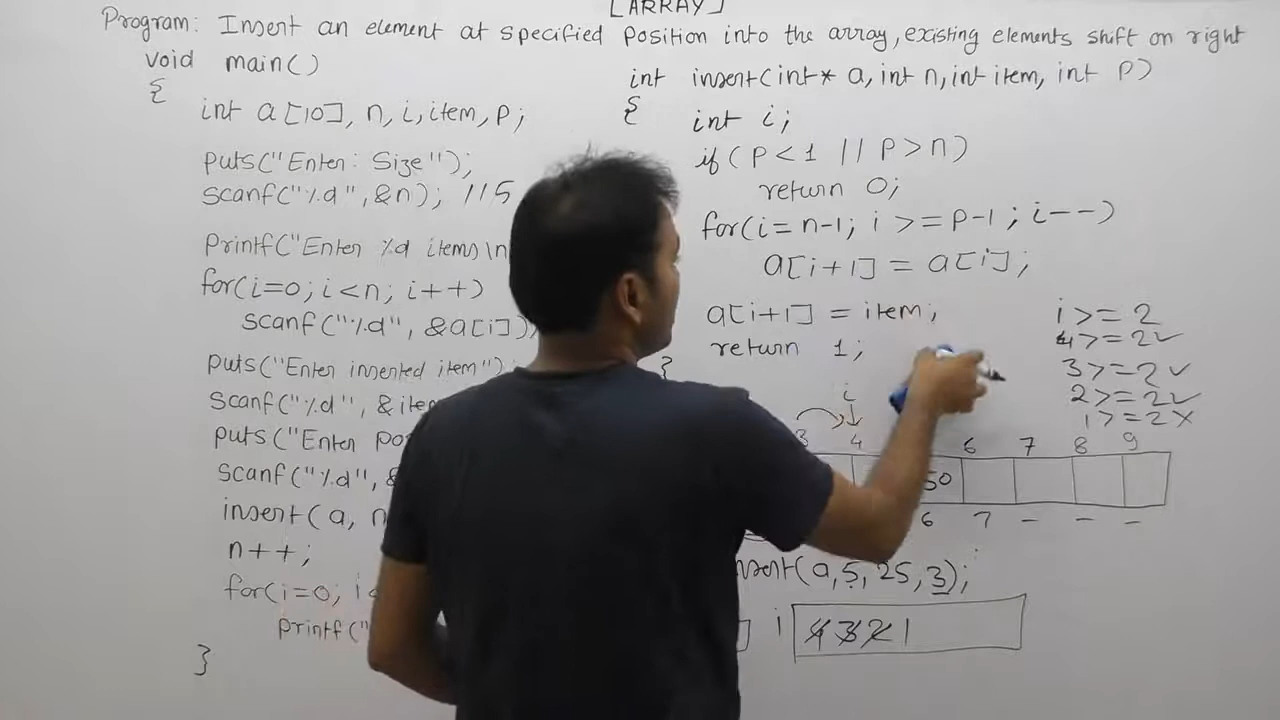 [ARRAY]
Program: Insert an element at specified position into the array, existing elements shift on right
void main()
{
int a[10], n, i, item, p;
puts("Enter: Size");
scanf("%d", &n); //5
printf("Enter %d items\n
for(i=0; i<n; i++)
scanf("%d", &a[i]);
puts("Enter inserted item");
scanf("%d", &
puts("Enter
scanf("%d", &
insert(a, n
n++;
for(i=0; i<
printf("
}
int insert(int* a, int n, int item, int p)
{
int i;
if(p<1 || p>n)
return 0;
for(i=n-1; i>=p-1; i--)
a[i+1] = a[i];
a[i+1] = item;
return 1;
}
i>=2
4>=2✓
3>=2✓
2>=2✓
1>=2×
i
3 4 6 7 8 9
50
6 7 - - -
(a,5,25,3);
i 4 3 2 1